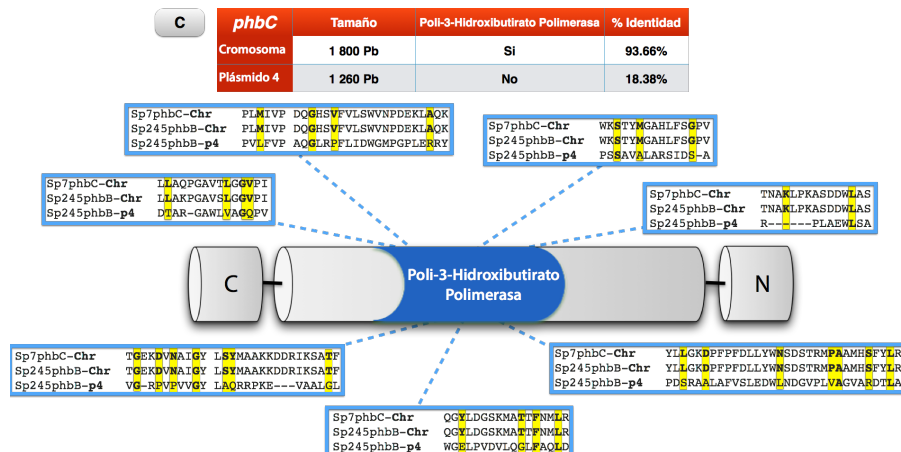 C
phbC Tamaño Poli-3-Hidroxibutirato Polimerasa % Identidad
Cromosoma 1 800 Pb Si 93.66%
Plásmido 4 1 260 Pb No 18.38%
Sp7phbC-Chr PLMIVP DQGHSVFVLSWVNPDEKLAQK
Sp245phbB-Chr PLMIVP DQGHSVFVLSWVNPDEKLAQK
Sp245phbB-p4 PVLFVP AQGLRPFLIDWGMPGPLERRY
Sp7phbC-Chr WKSTYMGAHLFSGPV
Sp245phbB-Chr WKSTYMGAHLFSGPV
Sp245phbB-p4 PSSAVALARSIDS-A
Sp7phbC-Chr LLAQPGAVTLGGVPI
Sp245phbB-Chr LLAKPGAVSLGGVPI
Sp245phbB-p4 DTAR-GAWLVAGQPV
Sp7phbC-Chr TNAKLPKASDDWLAS
Sp245phbB-Chr TNAKLPKASDDWLAS
Sp245phbB-p4 R------PLAEWLSA
C
Poli-3-Hidroxibutirato
Polimerasa
N
Sp7phbC-Chr TGEKDVNAIGY LSYMAAKKDDRIKSATF
Sp245phbB-Chr TGEKDVNAIGY LSYMAAKKDDRIKSATF
Sp245phbB-p4 VG-RPVPVVGY LAQRRPKE---VAALGL
Sp7phbC-Chr YLLGKDPFPFDLLYWNSDSTRMPAAMHSFYLR
Sp245phbB-Chr YLLGKDPFPFDLLYWNSDSTRMPAAMHSFYLR
Sp245phbB-p4 PDSRAALAFVSLEDWLNDGVPLVAGVARDTLA
Sp7phbC-Chr QGYLDGSKMATTFNMLR
Sp245phbB-Chr QGYLDGSKMATTFNMLR
Sp245phbB-p4 WGELPVDVLQGLFAQLD